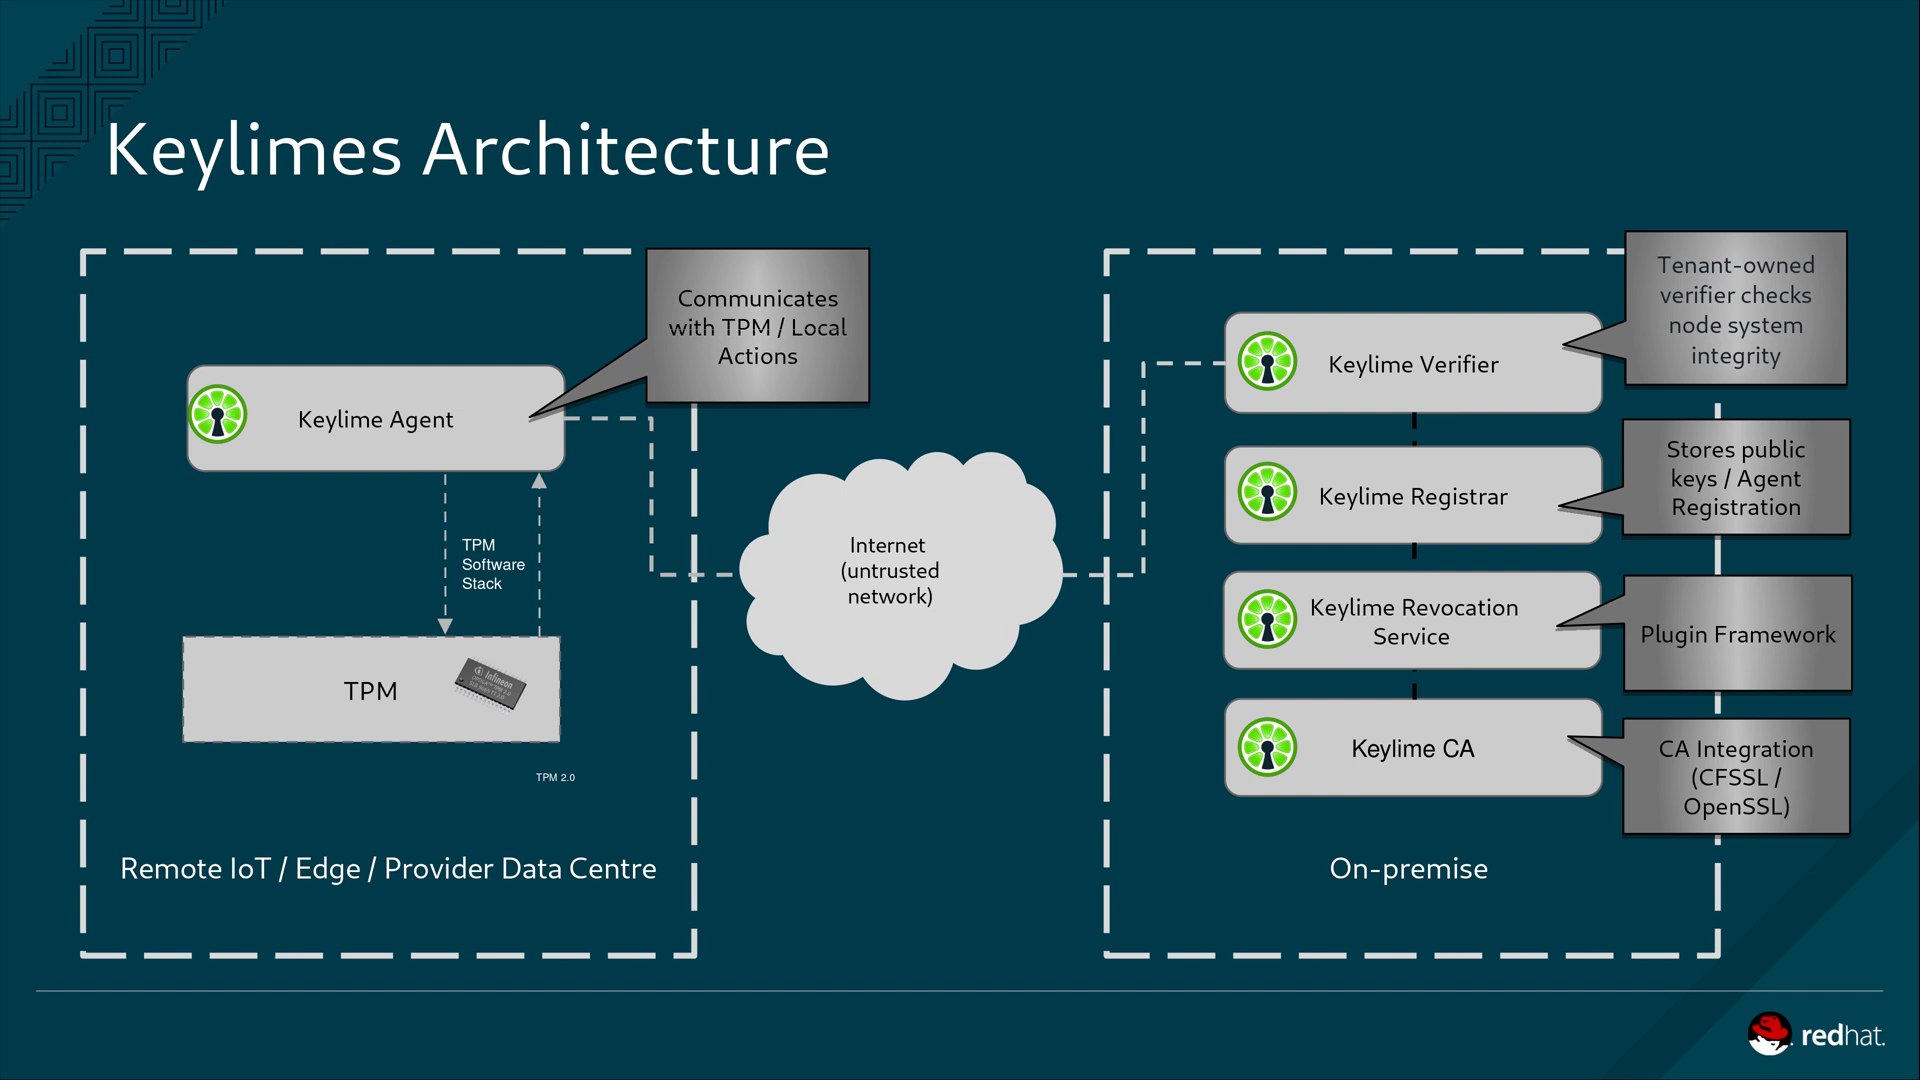 Keylimes Architecture
Communicates
with TPM / Local
Actions
Keylime Agent
TPM
Software
Stack
TPM
Infineon
TPM 2.0
Remote IoT / Edge / Provider Data Centre
Internet
(untrusted
network)
Keylime Verifier
Tenant-owned
verifier checks
node system
integrity
Keylime Registrar
Stores public
keys / Agent
Registration
Keylime Revocation
Service
Plugin Framework
Keylime CA
CA Integration
(CFSSL /
OpenSSL)
On-premise
redhat.